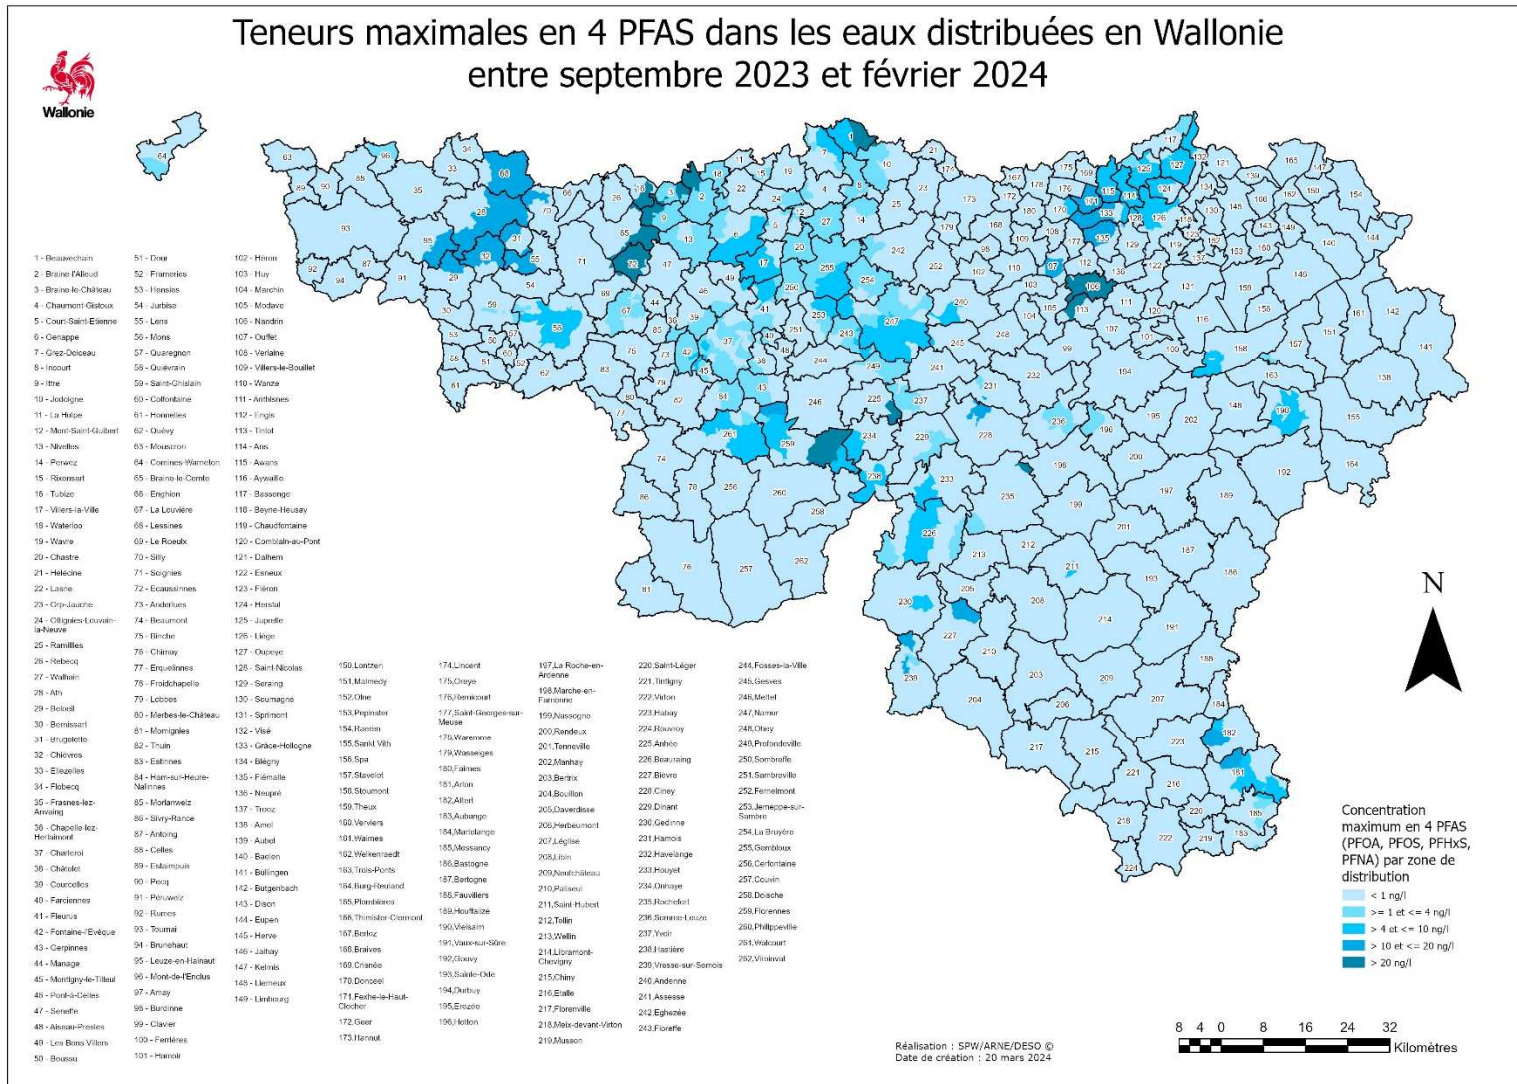 Teneurs maximales en 4 PFAS dans les eaux distribuées en Wallonie
entre septembre 2023 et février 2024
Wallonie
1 - Beauvechain
2 - Braine l'Alleud
3 - Braine-le-Château
4 - Chaumont-Gistoux
5 - Court-Saint-Etienne
6 - Genappe
7 - Grez-Doiceau
8 - Incourt
9 - Ittre
10 - Jodoigne
11 - La Hulpe
12 - Mont-Saint-Guibert
13 - Nivelles
14 - Perwez
15 - Rixensart
16 - Tubize
17 - Villers-la-Ville
18 - Waterloo
19 - Wavre
20 - Chastre
21 - Hélécine
22 - Lasne
23 - Orp-Jauche
24 - Ottignies-Louvain-
la-Neuve
25 - Ramillies
26 - Rebecq
27 - Walhain
28 - Ath
29 - Beloeil
30 - Bernissart
31 - Brugelette
32 - Chièvres
33 - Ellezelles
34 - Flobecq
35 - Frasnes-lez-
Anvaing
36 - Chapelle-lez-
Herlaimont
37 - Charleroi
38 - Châtelet
39 - Courcelles
40 - Farciennes
41 - Fleurus
42 - Fontaine-l'Evêque
43 - Gerpinnes
44 - Manage
45 - Montigny-le-Tilleul
46 - Pont-à-Celles
47 - Seneffe
48 - Aiseau-Presles
49 - Les Bons Villers
50 - Boussu
51 - Dour
52 - Frameries
53 - Hensies
54 - Jurbise
55 - Lens
56 - Mons
57 - Quaregnon
58 - Quiévrain
59 - Saint-Ghislain
60 - Colfontaine
61 - Honnelles
62 - Quévy
63 - Mouscron
64 - Comines-Warneton
65 - Braine-le-Comte
66 - Enghien
67 - La Louvière
68 - Lessines
69 - Le Roeulx
70 - Silly
71 - Soignies
72 - Ecaussinnes
73 - Anderlues
74 - Beaumont
75 - Binche
76 - Chimay
77 - Erquelinnes
78 - Froidchapelle
79 - Lobbes
80 - Merbes-le-Château
81 - Momignies
82 - Thuin
83 - Estinnes
84 - Ham-sur-Heure-
Nalinnes
85 - Morlanwelz
86 - Sivry-Rance
87 - Antoing
88 - Celles
89 - Estaimpuis
90 - Pecq
91 - Péruwelz
92 - Rumes
93 - Tournai
94 - Brunehaut
95 - Leuze-en-Hainaut
96 - Mont-de-l'Enclus
97 - Amay
98 - Burdinne
99 - Clavier
100 - Ferrières
101 - Hamoir
102 - Héron
103 - Huy
104 - Marchin
105 - Modave
106 - Nandrin
107 - Ouffet
108 - Verlaine
109 - Villers-le-Bouillet
110 - Wanze
111 - Anthisnes
112 - Engis
113 - Tinlot
114 - Ans
115 - Awans
116 - Aywaille
117 - Bassenge
118 - Beyne-Heusay
119 - Chaudfontaine
120 - Comblain-au-Pont
121 - Dalhem
122 - Esneux
123 - Fléron
124 - Herstal
125 - Juprelle
126 - Liège
127 - Oupeye
128 - Saint-Nicolas
129 - Seraing
130 - Soumagne
131 - Sprimont
132 - Visé
133 - Grâce-Hollogne
134 - Blégny
135 - Flémalle
136 - Neupré
137 - Trooz
138 - Amel
139 - Aubel
140 - Baelen
141 - Büllingen
142 - Butgenbach
143 - Dison
144 - Eupen
145 - Herve
146 - Jalhay
147 - Kelmis
148 - Lierneux
149 - Limbourg
150,Lontzen
151,Malmedy
152,Olne
153,Pepinster
154,Raeren
155,Sankt Vith
156,Spa
157,Stavelot
158,Stoumont
159,Theux
160,Verviers
161,Waimes
162,Welkenraedt
163,Trois-Ponts
164,Burg-Reuland
165,Plombières
166,Thimister-Clermont
167,Berloz
168,Braives
169,Crisnée
170,Donceel
171,Fexhe-le-Haut-
Clocher
172,Geer
173,Hannut
174,Lincent
175,Oreye
176,Remicourt
177,Saint-Georges-sur-
Meuse
178,Waremme
179,Wasseiges
180,Faimes
181,Arlon
182,Attert
183,Aubange
184,Martelange
185,Messancy
186,Bastogne
187,Bertogne
188,Fauvillers
189,Houffalize
190,Vielsalm
191,Vaux-sur-Sûre
192,Gouvy
193,Sainte-Ode
194,Durbuy
195,Erezée
196,Hotton
197,La Roche-en-
Ardenne
198,Marche-en-
Famenne
199,Nassogne
200,Rendeux
201,Tenneville
202,Manhay
203,Bertrix
204,Bouillon
205,Daverdisse
206,Herbeumont
207,Léglise
208,Libin
209,Neufchâteau
210,Paliseul
211,Saint-Hubert
212,Tellin
213,Wellin
214,Libramont-
Chevigny
215,Chiny
216,Etalle
217,Florenville
218,Meix-devant-Virton
219,Musson
220,Saint-Léger
221,Tintigny
222,Virton
223,Habay
224,Rouvroy
225,Anhée
226,Beauraing
227,Bièvre
228,Ciney
229,Dinant
230,Gedinne
231,Hamois
232,Havelange
233,Houyet
234,Onhaye
235,Rochefort
236,Somme-Leuze
237,Yvoir
238,Hastière
239,Vresse-sur-Semois
240,Andenne
241,Assesse
242,Eghezée
243,Floreffe
244,Fosses-la-Ville
245,Gesves
246,Mettet
247,Namur
248,Ohey
249,Profondeville
250,Sombreffe
251,Sambreville
252,Fernelmont
253,Jemeppe-sur-
Sambre
254,La Bruyère
255,Gembloux
256,Cerfontaine
257,Couvin
258,Doische
259,Florennes
260,Philippeville
261,Walcourt
262,Viroinval
N
Concentration
maximum en 4 PFAS
(PFOA, PFOS, PFHxS,
PFNA) par zone de
distribution
< 1 ng/l
>= 1 et <= 4 ng/l
> 4 et <= 10 ng/l
> 10 et <= 20 ng/l
> 20 ng/l
8 4 0 8 16 24 32
Kilomètres
Réalisation : SPW/ARNE/DESO ©
Date de création : 20 mars 2024